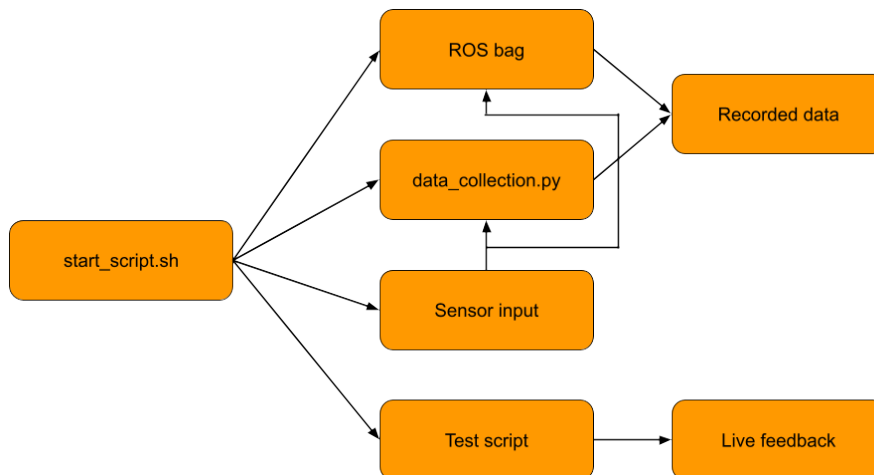 ROS bag
Recorded data
data_collection.py
start_script.sh
Sensor input
Test script
Live feedback